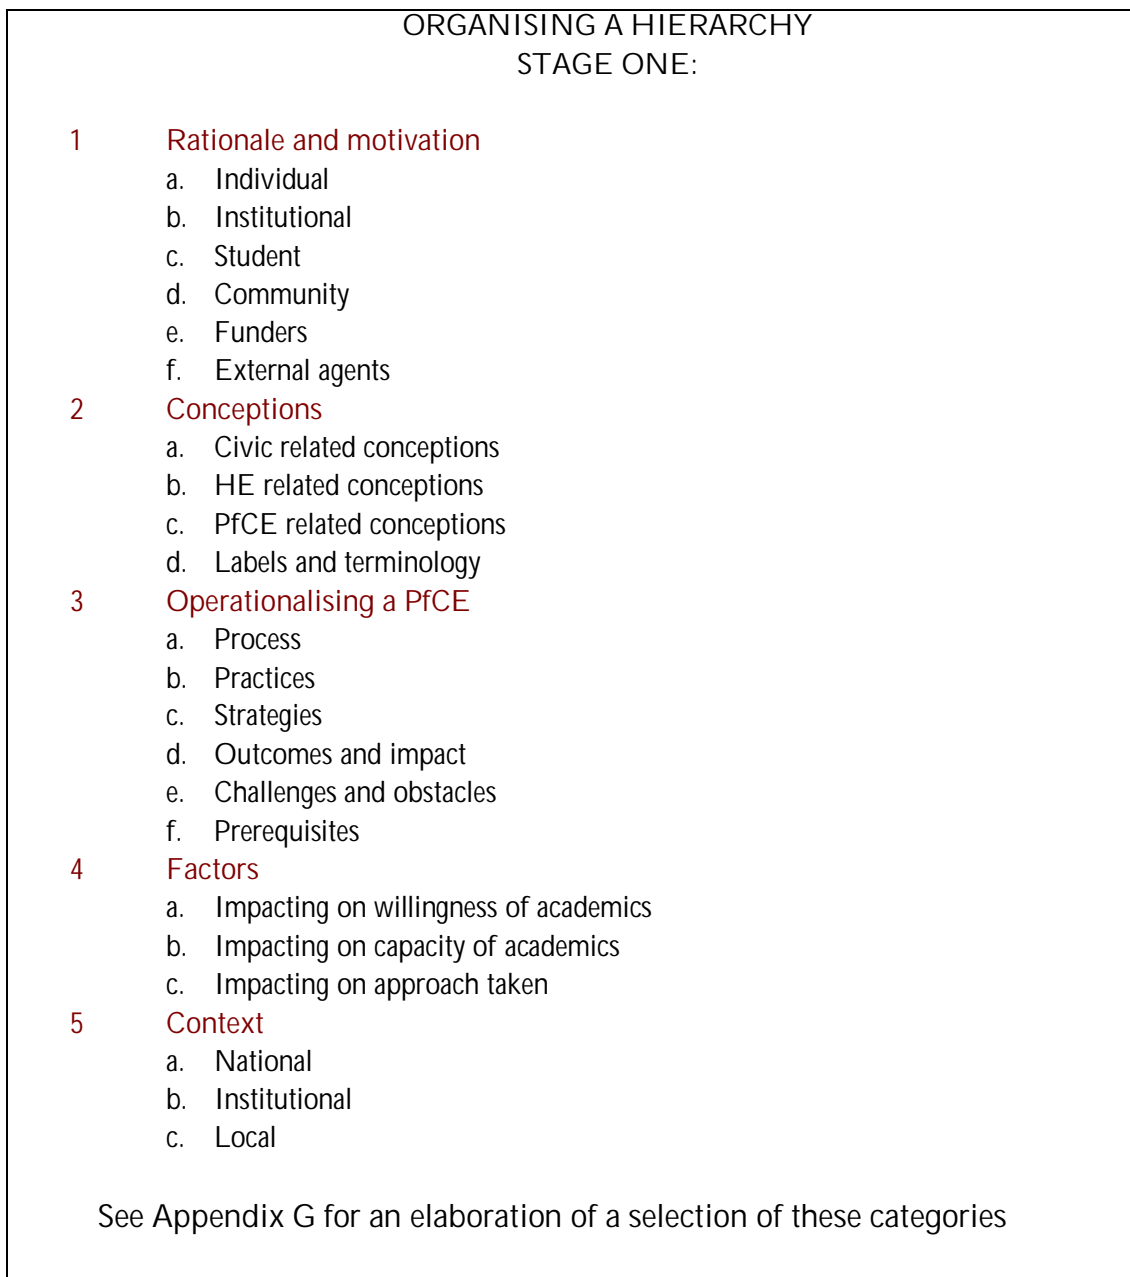 ORGANISING A HIERARCHY
STAGE ONE:
1 Rationale and motivation
a. Individual
b. Institutional
c. Student
d. Community
e. Funders
f. External agents
2 Conceptions
a. Civic related conceptions
b. HE related conceptions
c. PfCE related conceptions
d. Labels and terminology
3 Operationalising a PfCE
a. Process
b. Practices
c. Strategies
d. Outcomes and impact
e. Challenges and obstacles
f. Prerequisites
4 Factors
a. Impacting on willingness of academics
b. Impacting on capacity of academics
c. Impacting on approach taken
5 Context
a. National
b. Institutional
c. Local
See Appendix G for an elaboration of a selection of these categories